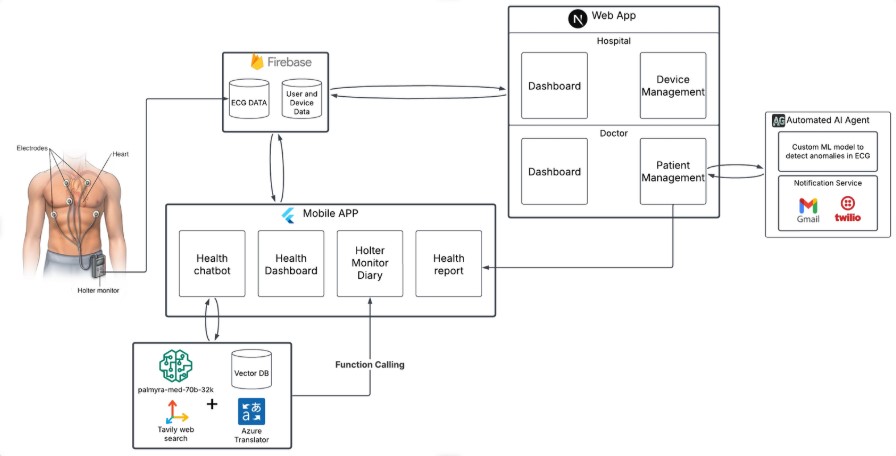 Web App
Hospital
Dashboard
Device
Management
Doctor
Dashboard
Patient
Management
Firebase
ECG DATA
User and
Device
Data
AG Automated AI Agent
Custom ML model to
detect anomalies in ECG
Notification Service
Gmail
twilio
Electrodes
Heart
Holter monitor
Mobile APP
Health
chatbot
Health
Dashboard
Holter
Monitor
Diary
Health
report
Function Calling
palmyra-med-70b-32k
Vector DB
+
Tavily web
search
Azure
Translator